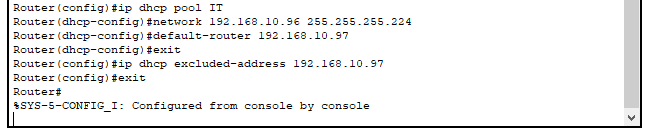 Router(config)#ip dhcp pool IT
Router(dhcp-config)#network 192.168.10.96 255.255.255.224
Router(dhcp-config)#default-router 192.168.10.97
Router(dhcp-config)#exit
Router(config)#ip dhcp excluded-address 192.168.10.97
Router(config)#exit
Router#
%SYS-5-CONFIG_I: Configured from console by console